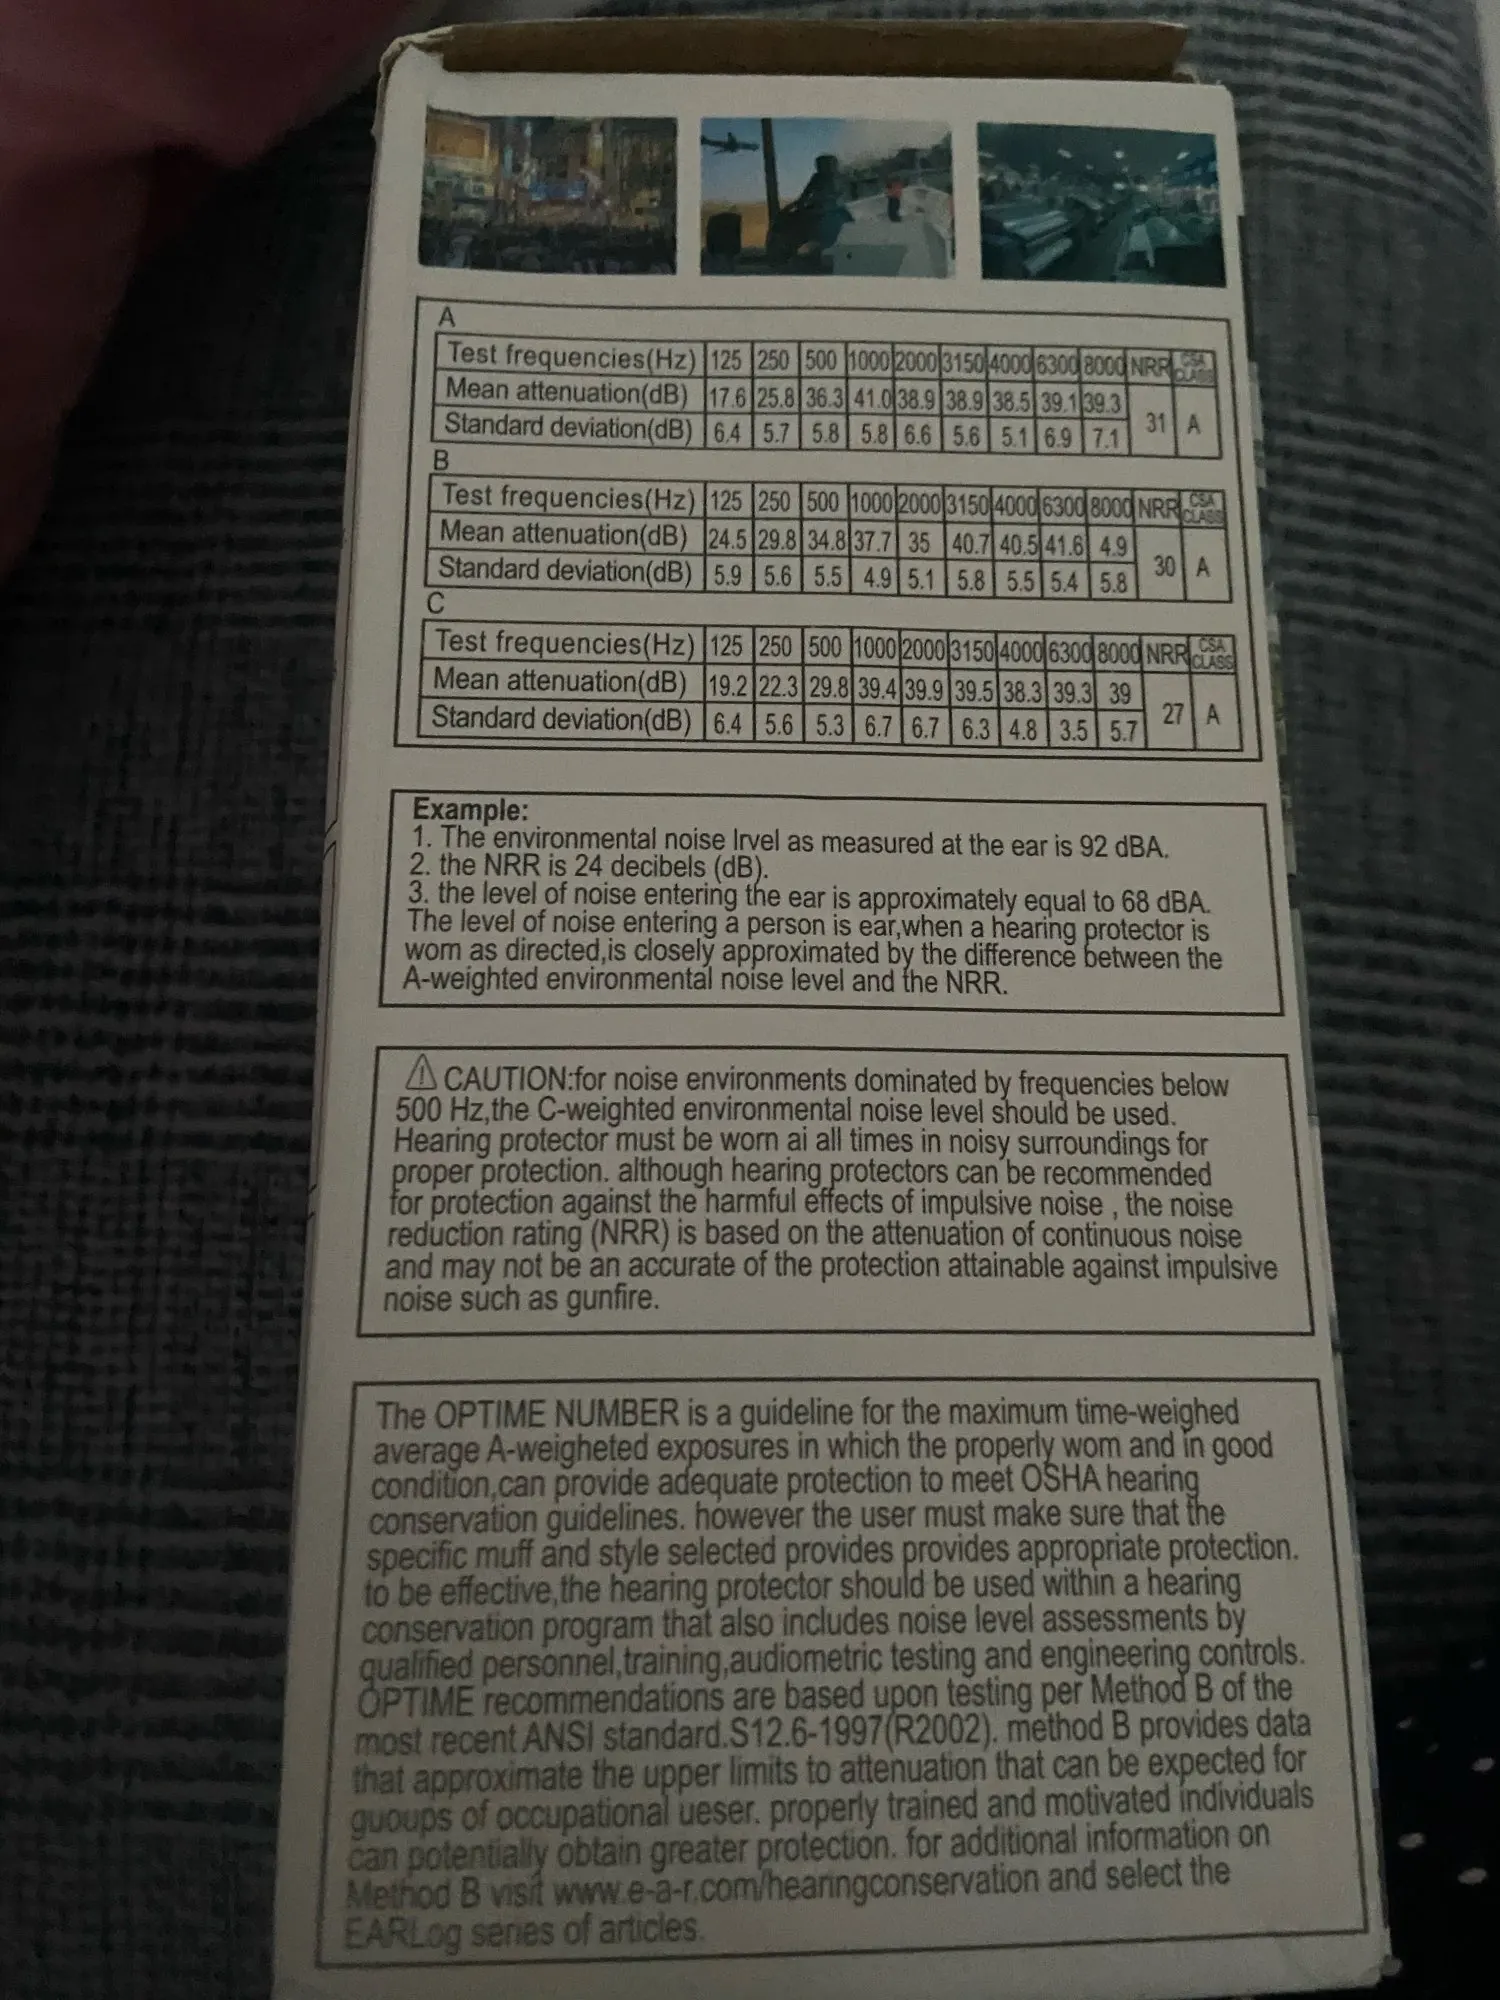 A
Test frequencies(Hz) 125 250 500 1000 2000 3150 4000 6300 8000 NRR CSA CLASS
Mean attenuation(dB) 17.6 25.8 36.3 41.0 38.9 38.9 38.5 39.1 39.3 31 A
Standard deviation(dB) 6.4 5.7 5.8 5.8 6.6 5.6 5.1 6.9 7.1
B
Test frequencies(Hz) 125 250 500 1000 2000 3150 4000 6300 8000 NRR CSA CLASS
Mean attenuation(dB) 24.5 29.8 34.8 37.7 35 40.7 40.5 41.6 4.9 30 A
Standard deviation(dB) 5.9 5.6 5.5 4.9 5.1 5.8 5.5 5.4 5.8
C
Test frequencies(Hz) 125 250 500 1000 2000 3150 4000 6300 8000 NRR CSA CLASS
Mean attenuation(dB) 19.2 22.3 29.8 39.4 39.9 39.5 38.3 39.3 39 27 A
Standard deviation(dB) 6.4 5.6 5.3 6.7 6.7 6.3 4.8 3.5 5.7
Example:
1. The environmental noise lrvel as measured at the ear is 92 dBA.
2. the NRR is 24 decibels (dB).
3. the level of noise entering the ear is approximately equal to 68 dBA.
The level of noise entering a person is ear,when a hearing protector is
wom as directed,is closely approximated by the difference between the
A-weighted environmental noise level and the NRR.
⚠ CAUTION:for noise environments dominated by frequencies below
500 Hz,the C-weighted environmental noise level should be used.
Hearing protector must be worn ai all times in noisy surroundings for
proper protection. although hearing protectors can be recommended
for protection against the harmful effects of impulsive noise , the noise
reduction rating (NRR) is based on the attenuation of continuous noise
and may not be an accurate of the protection attainable against impulsive
noise such as gunfire.
The OPTIME NUMBER is a guideline for the maximum time-weighed
average A-weigheted exposures in which the properly wom and in good
condition,can provide adequate protection to meet OSHA hearing
conservation guidelines. however the user must make sure that the
specific muff and style selected provides provides appropriate protection.
to be effective,the hearing protector should be used within a hearing
conservation program that also includes noise level assessments by
qualified personnel,training,audiometric testing and engineering controls.
OPTIME recommendations are based upon testing per Method B of the
most recent ANSI standard.S12.6-1997(R2002). method B provides data
that approximate the upper limits to attenuation that can be expected for
guoups of occupational ueser. properly trained and motivated individuals
can potentially obtain greater protection. for additional information on
Method B visit www.e-a-r.com/hearingconservation and select the
EARLog series of articles.